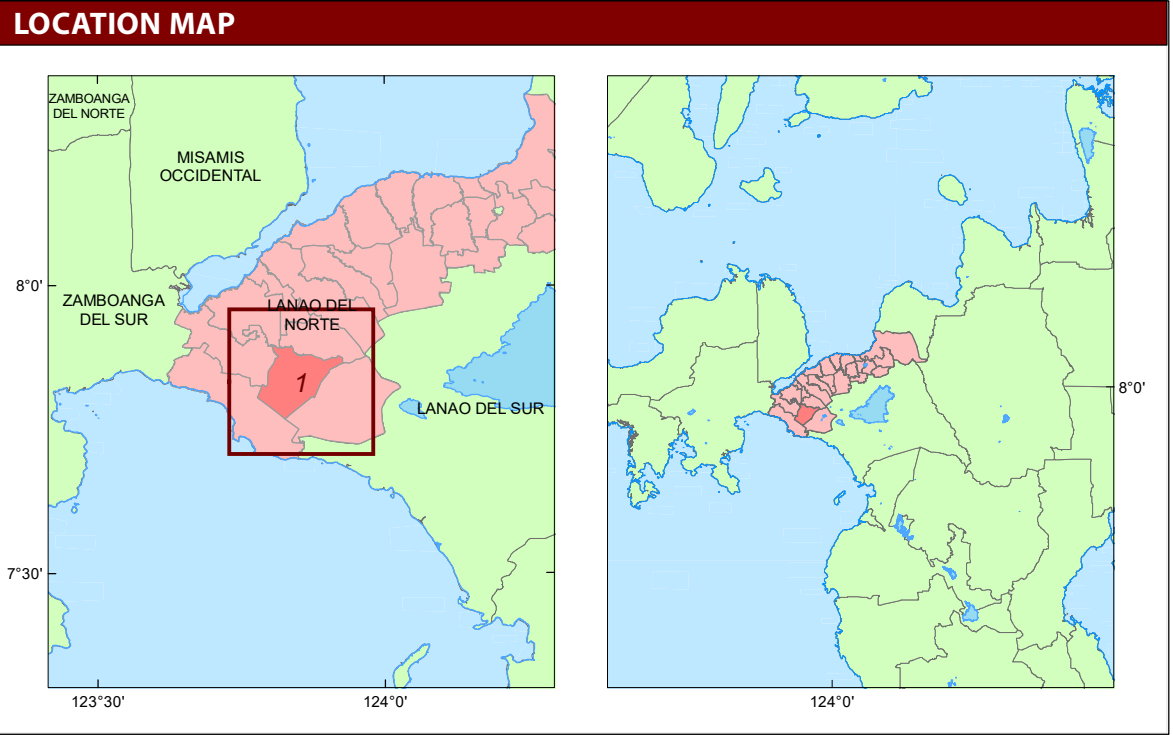 LOCATION MAP
ZAMBOANGA
DEL NORTE
MISAMIS
OCCIDENTAL
8°0'
ZAMBOANGA
DEL SUR
LANAO DEL
NORTE
1
LANAO DEL SUR
7°30'
123°30'
124°0'
8°0'
124°0'